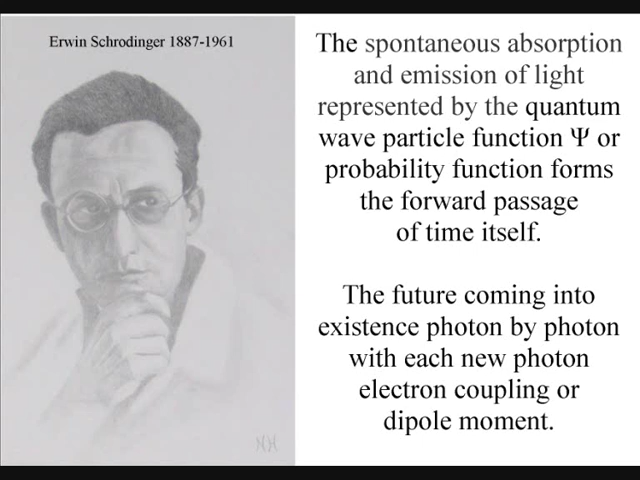 Erwin Schrodinger 1887-1961
The spontaneous absorption
and emission of light
represented by the quantum
wave particle function Ψ or
probability function forms
the forward passage
of time itself.
The future coming into
existence photon by photon
with each new photon
electron coupling or
dipole moment.